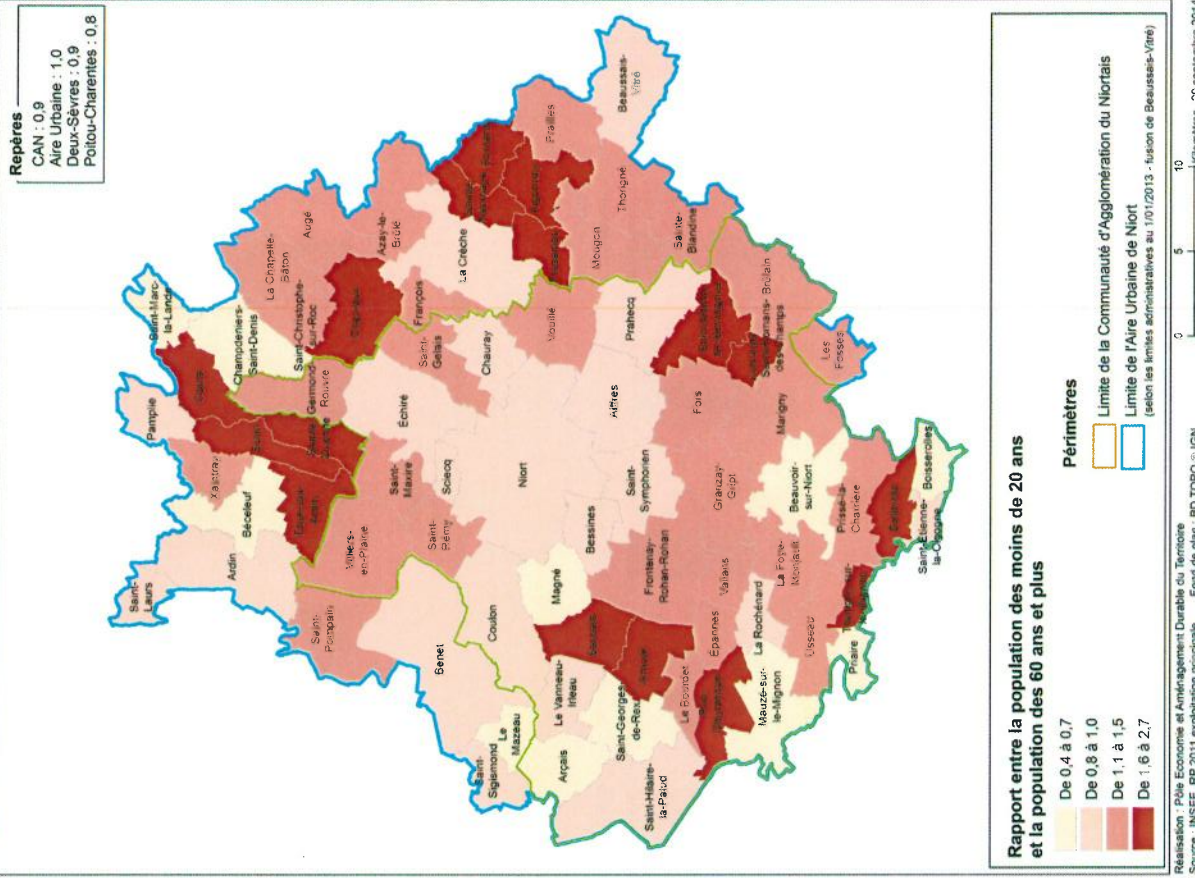 Repères
CAN : 0,9
Aire Urbaine : 1,0
Deux-Sèvres : 0,9
Poitou-Charentes : 0,8
Saint-Marc-
la-Lande
Pamplie
Champdeniers-
Saint-Denis
La Chapelle-
Bâton
Augé
Saint-Christophe-
sur-Roc
Xaintray
Béceleuf
Germond-
Rouvre
Azay-le-
Brûlé
Saint-
Laurs
Ardin
François
La Crèche
Saint-
Pompain
Villiers-
en-Plaine
Saint-
Maxire
Échiré
Saint-
Gelais
Chauray
Prailles
Beaussais-
Vitré
Saint-
Rémy
Sciecq
Vouillé
Mougon
Thorigné
Benet
Coulon
Niort
Sainte-
Blandine
Magné
Bessines
Saint-
Symphorien
Aiffres
Prahecq
Saint-
Sigismond
Le
Mazeau
Le Vanneau-
Irleau
Arçais
Saint-Georges-
de-Rex
Frontenay-
Rohan-Rohan
Granzay-
Gript
Fors
Saint-Romans-
des-Champs
Brûlain
Saint-Hilaire-
la-Palud
Le Bourdet
Épannes
Vallans
La Rochénard
La Foye-
Monjault
Beauvoir-
sur-Niort
Marigny
Les
Fosses
Mauzé-sur-
le-Mignon
Usseau
Prissé-la-
Charrière
Priaire
Saint-Étienne-
la-Cigogne
Boisserolles
Rapport entre la population des moins de 20 ans
et la population des 60 ans et plus
De 0,4 à 0,7
De 0,8 à 1,0
De 1,1 à 1,5
De 1,6 à 2,7
Périmètres
Limite de la Communauté d'Agglomération du Niortais
Limite de l'Aire Urbaine de Niort
(selon les limites administratives au 1/01/2013 - fusion de Beaussais-Vitré)
Réalisation : Pôle Economie et Aménagement Durable du Territoire
0 5 10